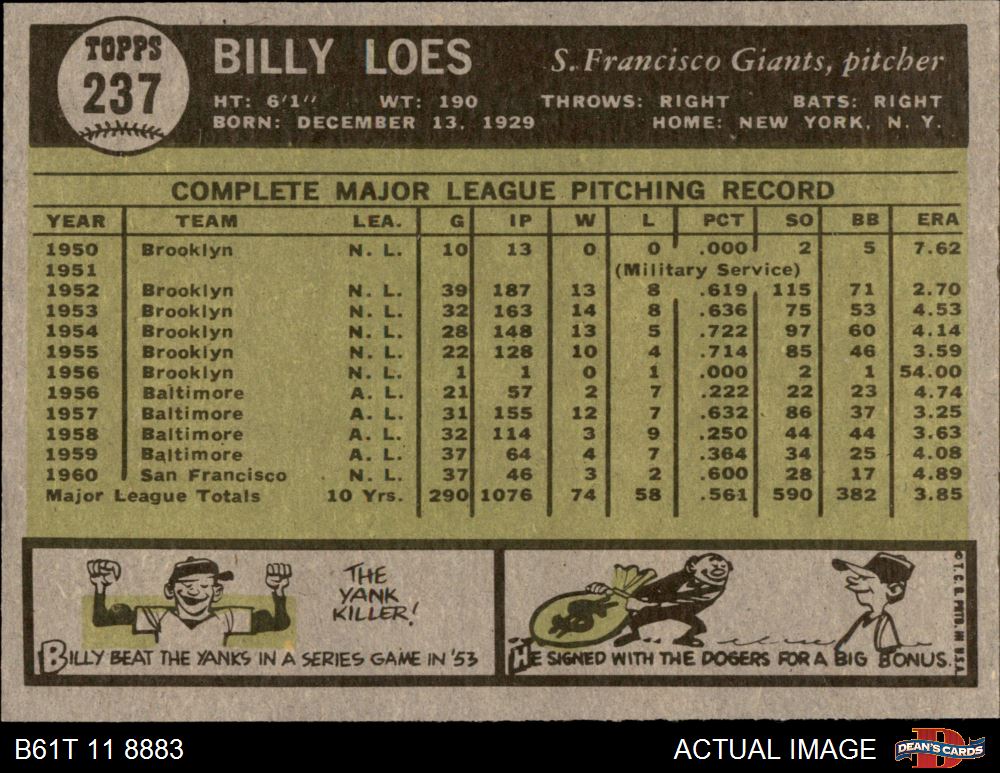 TOPPS
237
BILLY LOES S. Francisco Giants, pitcher
HT: 6'1" WT: 190 THROWS: RIGHT BATS: RIGHT
BORN: DECEMBER 13, 1929 HOME: NEW YORK, N. Y.
COMPLETE MAJOR LEAGUE PITCHING RECORD
YEAR TEAM LEA. G IP W L PCT SO BB ERA
1950 Brooklyn N. L. 10 13 0 0 .000 2 5 7.62
1951 (Military Service)
1952 Brooklyn N. L. 39 187 13 8 .619 115 71 2.70
1953 Brooklyn N. L. 32 163 14 8 .636 75 53 4.53
1954 Brooklyn N. L. 28 148 13 5 .722 97 60 4.14
1955 Brooklyn N. L. 22 128 10 4 .714 85 46 3.59
1956 Brooklyn N. L. 1 1 0 1 .000 2 1 54.00
1956 Baltimore A. L. 21 57 2 7 .222 22 23 4.74
1957 Baltimore A. L. 31 155 12 7 .632 86 37 3.25
1958 Baltimore A. L. 32 114 3 9 .250 44 44 3.63
1959 Baltimore A. L. 37 64 4 7 .364 34 25 4.08
1960 San Francisco N. L. 37 46 3 2 .600 28 17 4.89
Major League Totals 10 Yrs. 290 1076 74 58 .561 590 382 3.85
THE
YANK
KILLER!
BILLY BEAT THE YANKS IN A SERIES GAME IN '53
$
HE SIGNED WITH THE DOGERS FOR A BIG BONUS.
© T. C. G. PRTD. IN U.S.A.
B61T 11 8883 ACTUAL IMAGE
D
DEAN'S CARDS